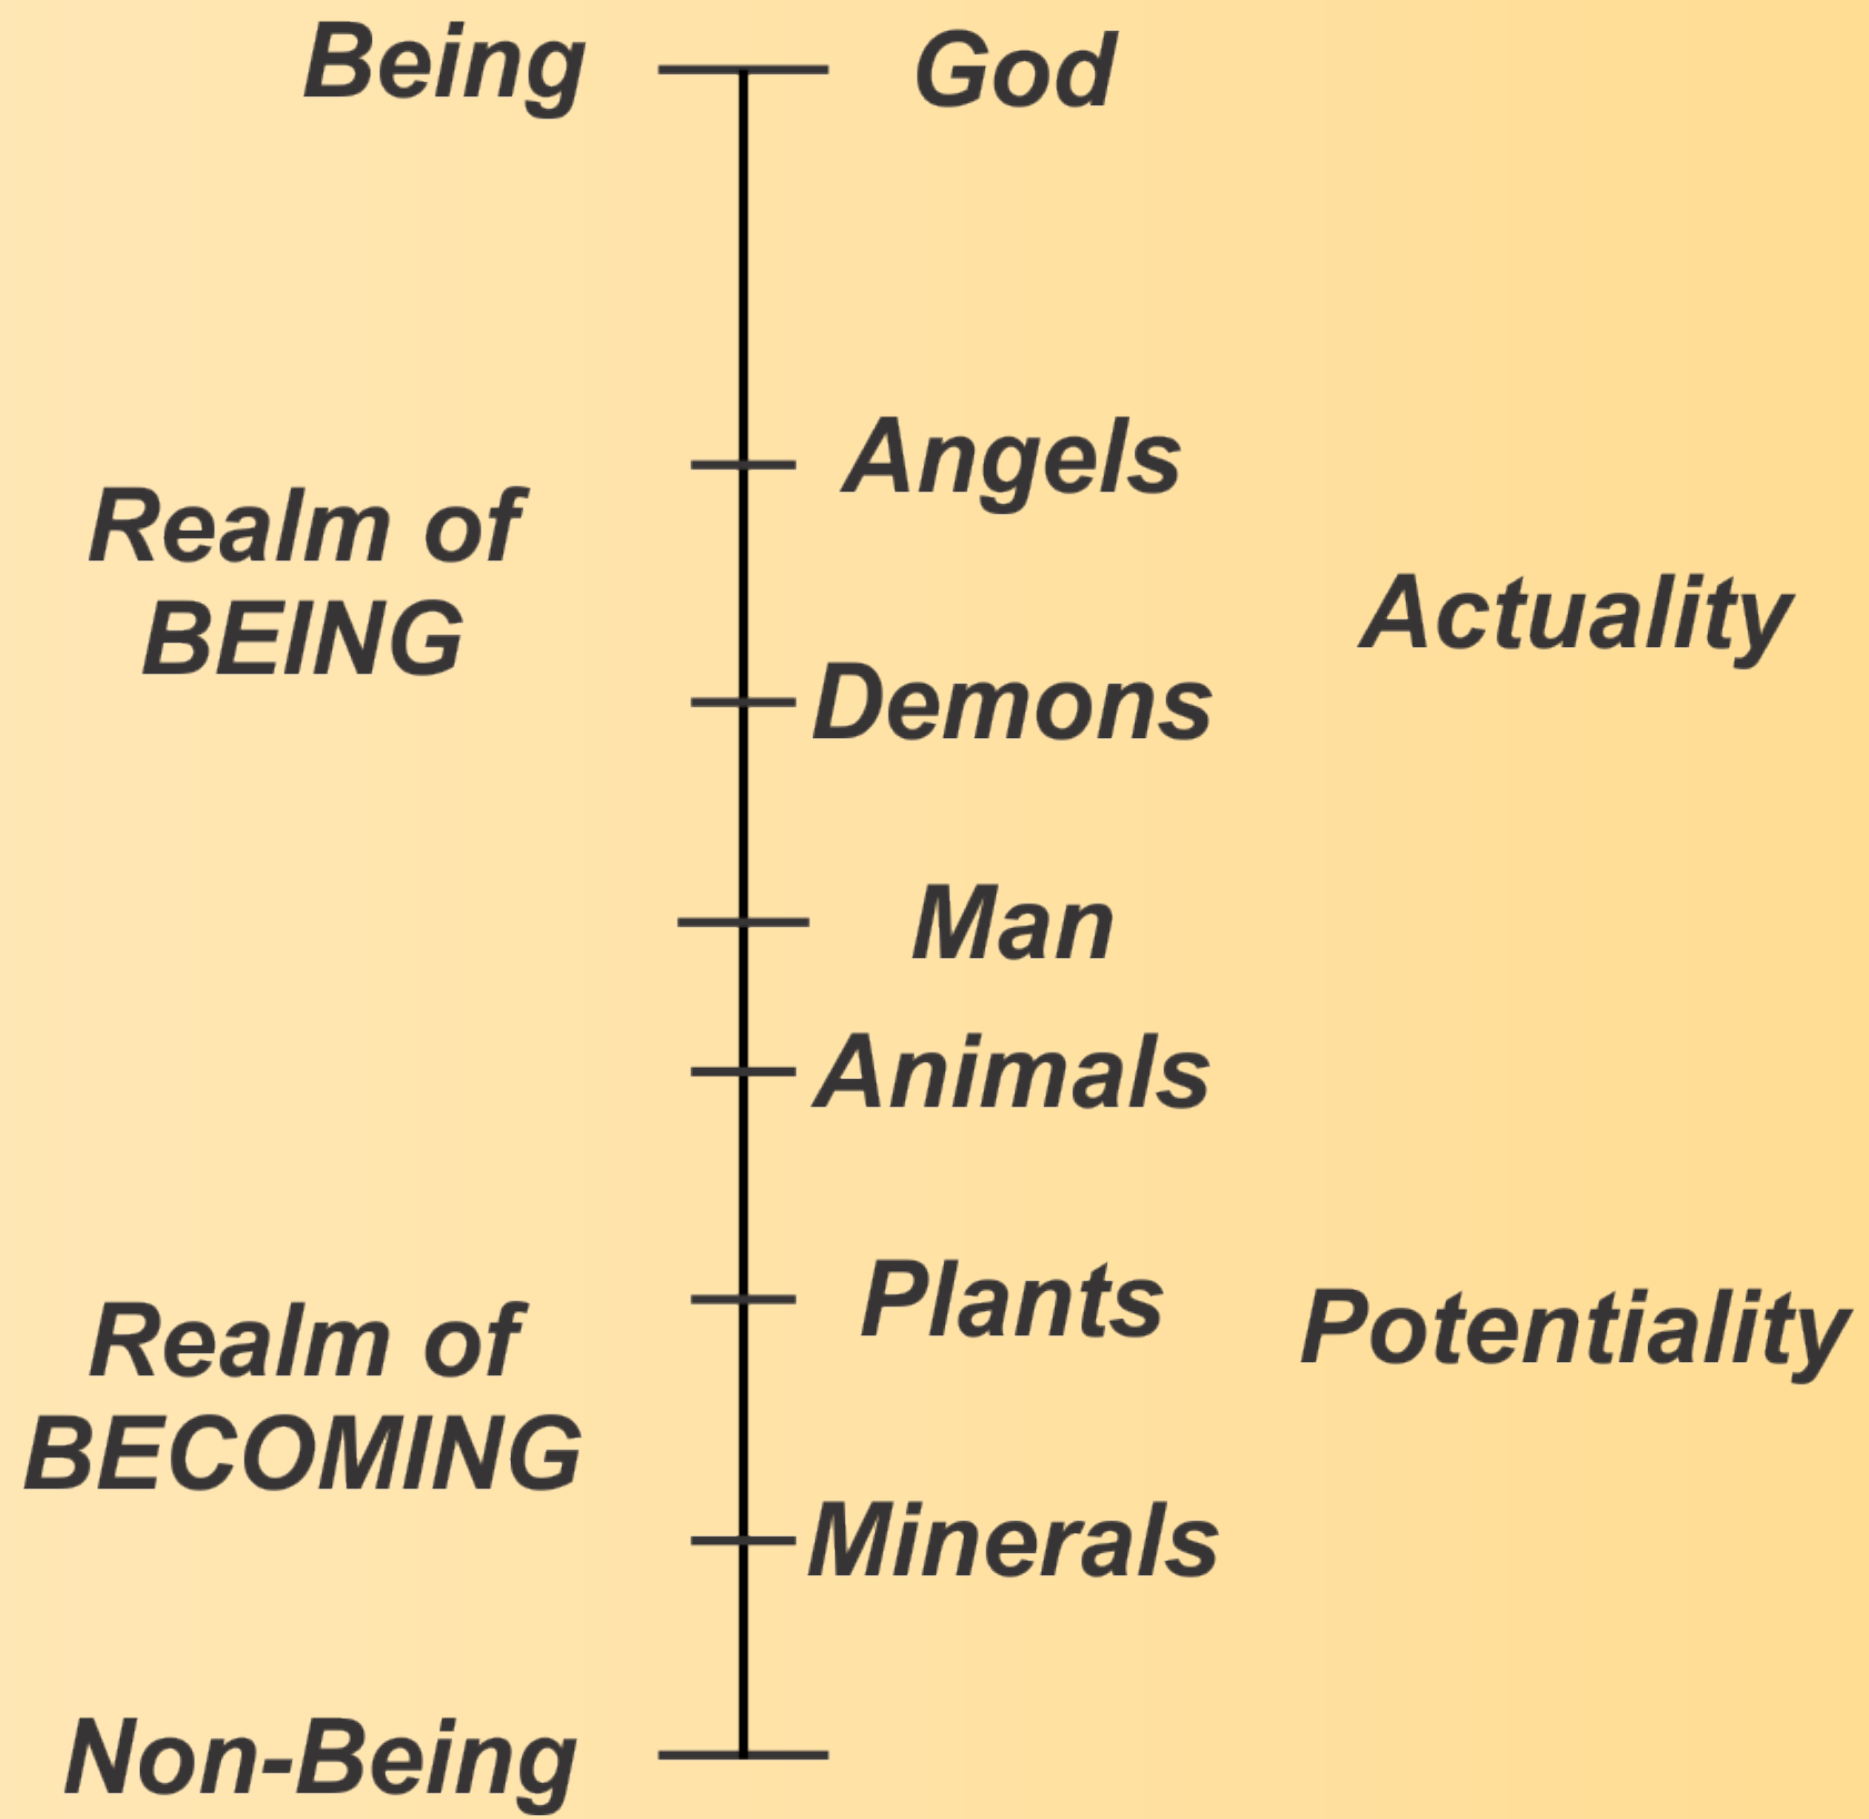 Being
God
Angels
Realm of
BEING
Actuality
Demons
Man
Animals
Plants
Realm of
BECOMING
Potentiality
Minerals
Non-Being